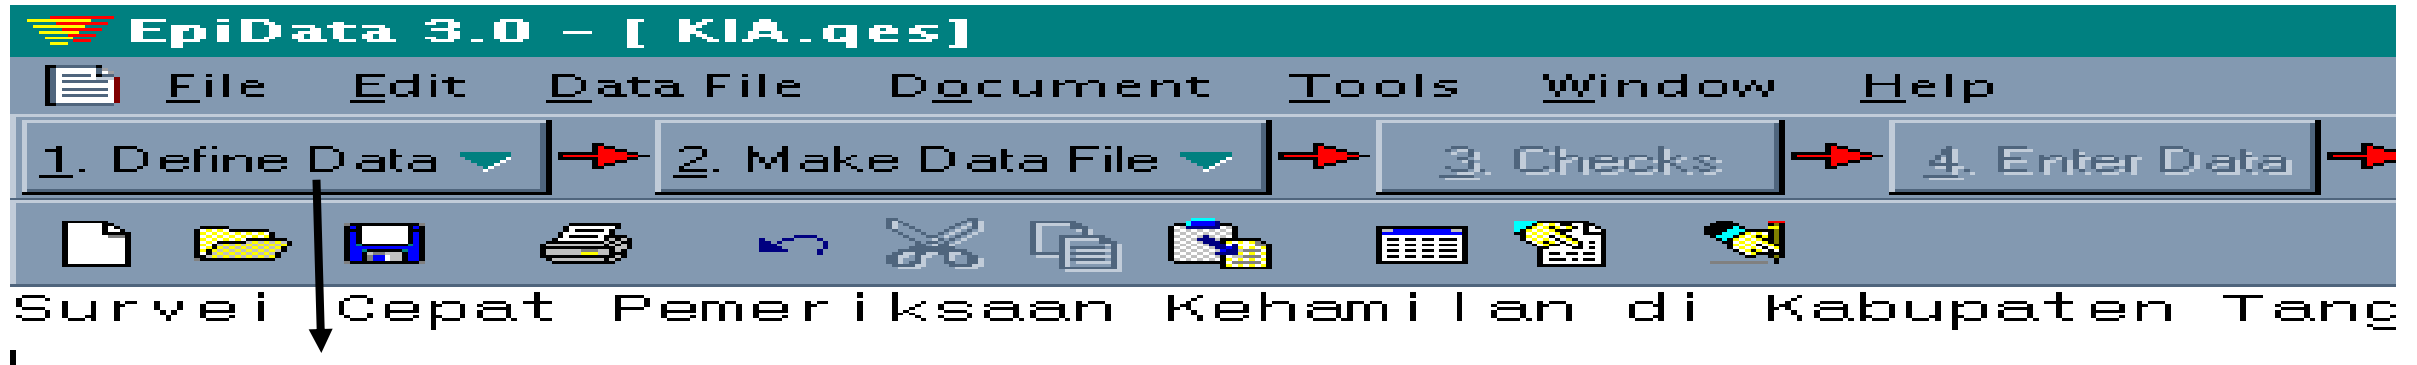 EpiData 3.0 - [ KIA.qes]
File Edit Data File Document Tools Window Help
1. Define Data 2. Make Data File 3. Checks 4. Enter Data
Survei Cepat Pemeriksaan Kehamilan di Kabupaten Tang